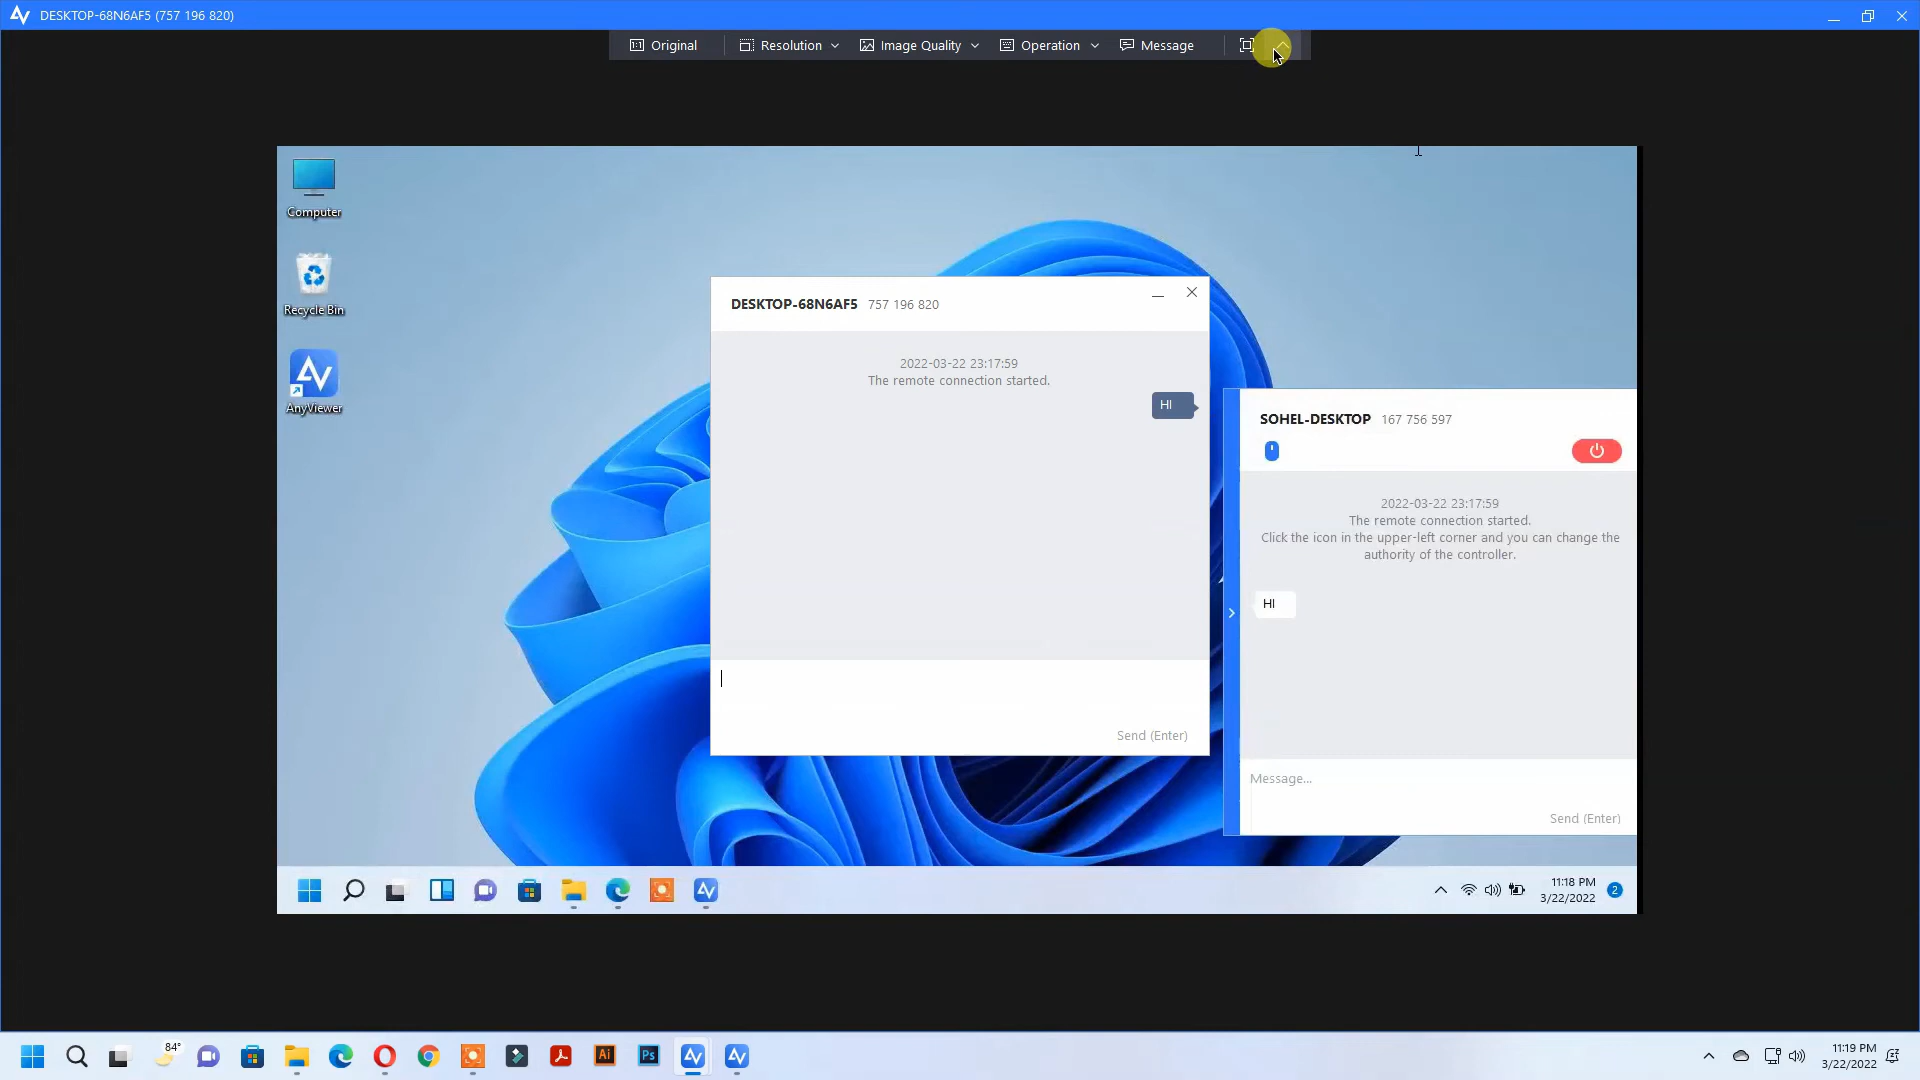 DESKTOP-68N6AF5 (757 196 820)
Original
Resolution
Image Quality
Operation
Message
Computer
Recycle Bin
AnyViewer
DESKTOP-68N6AF5 757 196 820
2022-03-22 23:17:59
The remote connection started.
HI
Send (Enter)
SOHEL-DESKTOP 167 756 597
2022-03-22 23:17:59
The remote connection started.
Click the icon in the upper-left corner and you can change the
authority of the controller.
HI
Message...
Send (Enter)
11:18 PM
3/22/2022
2
84°
Ai
Ps
11:19 PM
3/22/2022